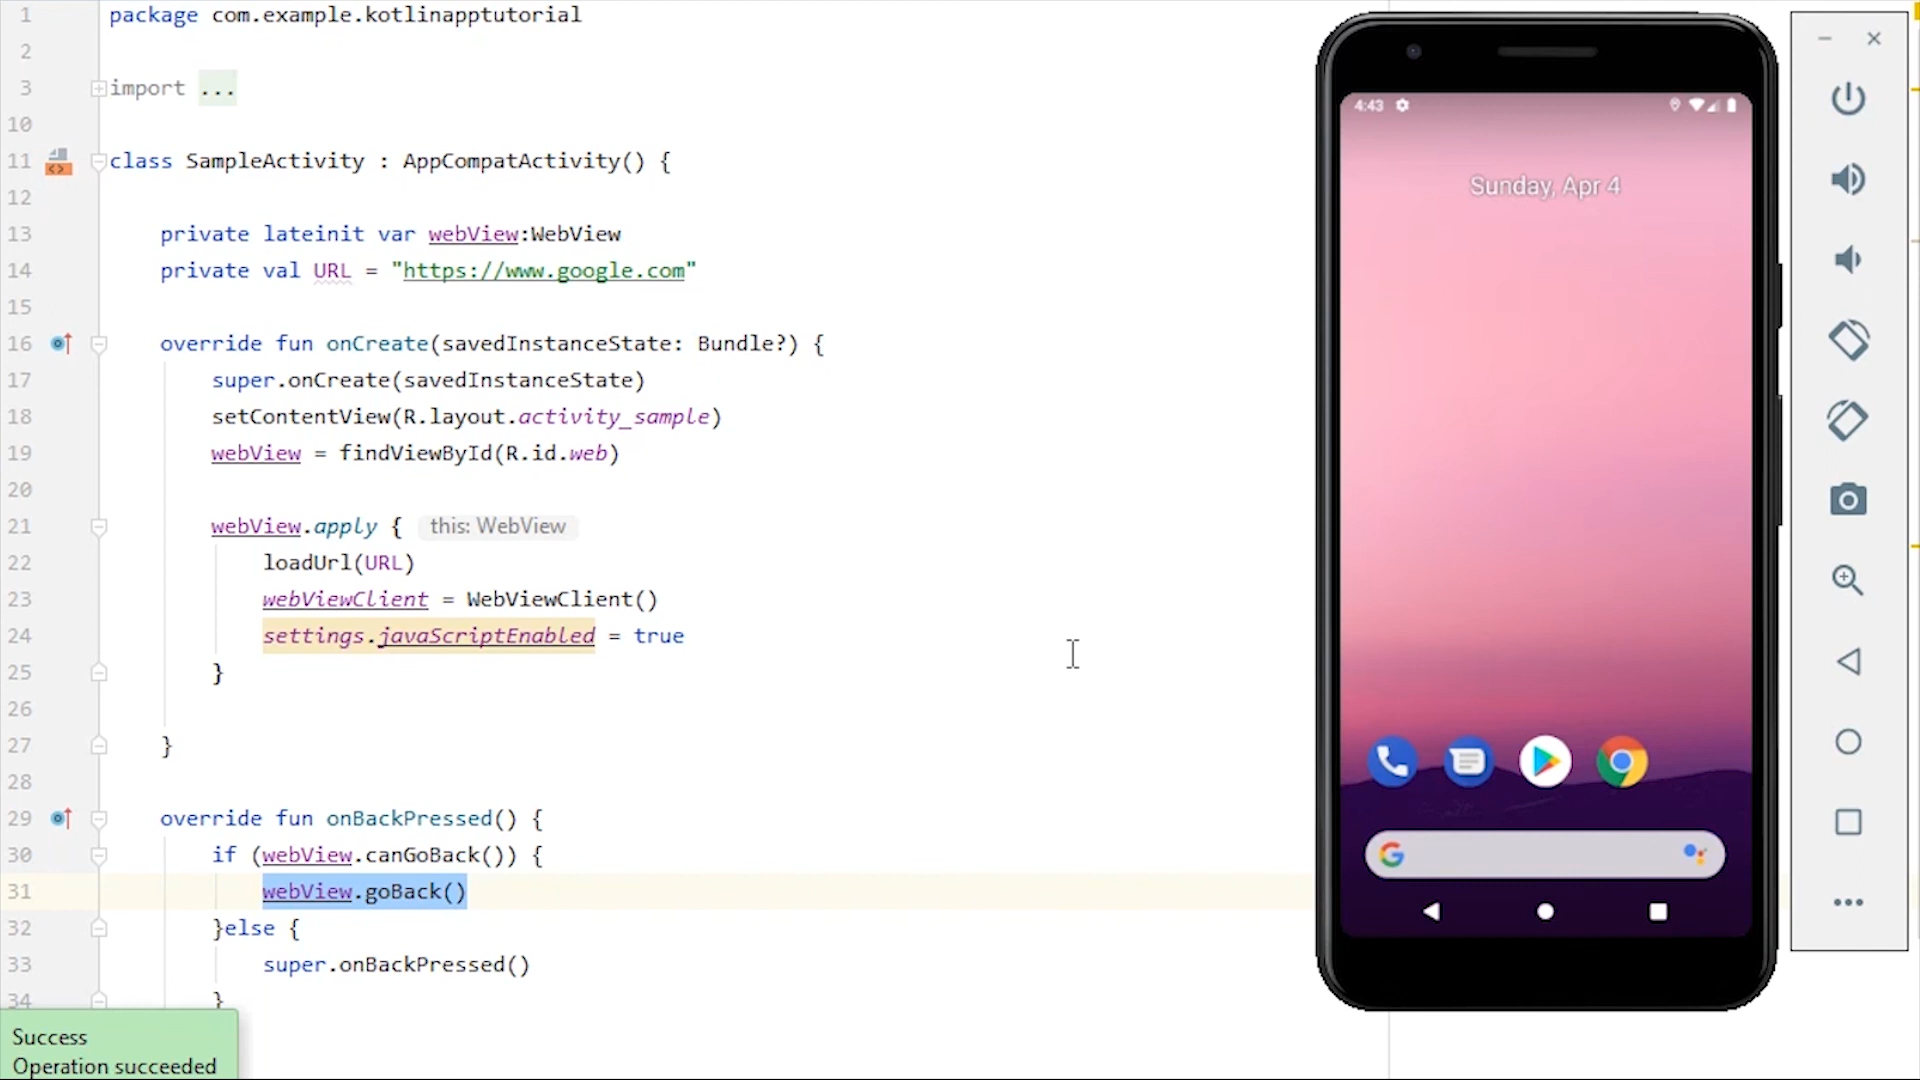 1 package com.example.kotlinapptutorial
2
3 import ...
10
11 class SampleActivity : AppCompatActivity() {
12
13 private lateinit var webView:WebView
14 private val URL = "https://www.google.com"
15
16 override fun onCreate(savedInstanceState: Bundle?) {
17 super.onCreate(savedInstanceState)
18 setContentView(R.layout.activity_sample)
19 webView = findViewById(R.id.web)
20
21 webView.apply { this: WebView
22 loadUrl(URL)
23 webViewClient = WebViewClient()
24 settings.javaScriptEnabled = true
25 }
26
27 }
28
29 override fun onBackPressed() {
30 if (webView.canGoBack()) {
31 webView.goBack()
32 }else {
33 super.onBackPressed()
34 }
Success
Operation succeeded
4:43
Sunday, Apr 4